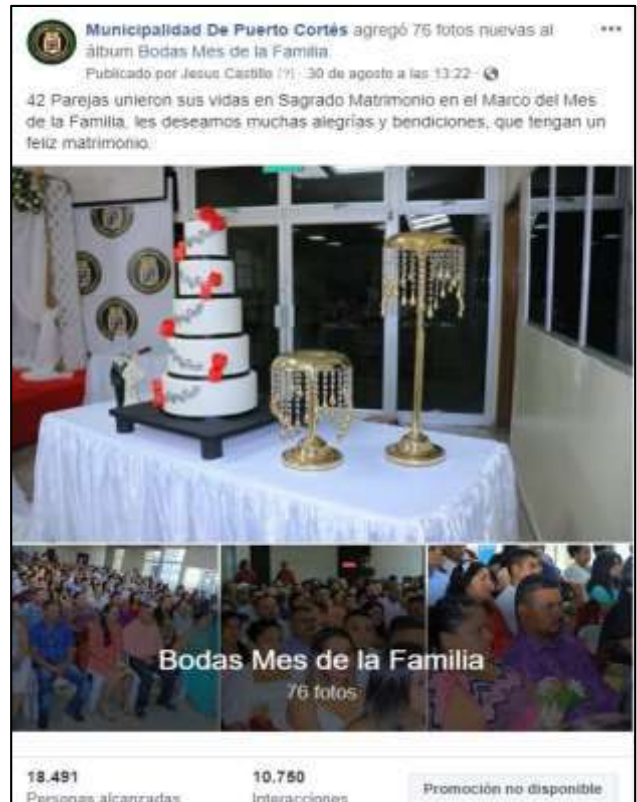 Municipalidad De Puerto Cortés agregó 76 fotos nuevas al
álbum Bodas Mes de la Familia.
Publicado por Jesus Castillo [?] · 30 de agosto a las 13:22 ·
42 Parejas unieron sus vidas en Sagrado Matrimonio en el Marco del Mes
de la Familia, les deseamos muchas alegrías y bendiciones, que tengan un
feliz matrimonio.
Bodas Mes de la Familia
76 fotos
18.491
Personas alcanzadas
10.750
Interacciones
Promoción no disponible